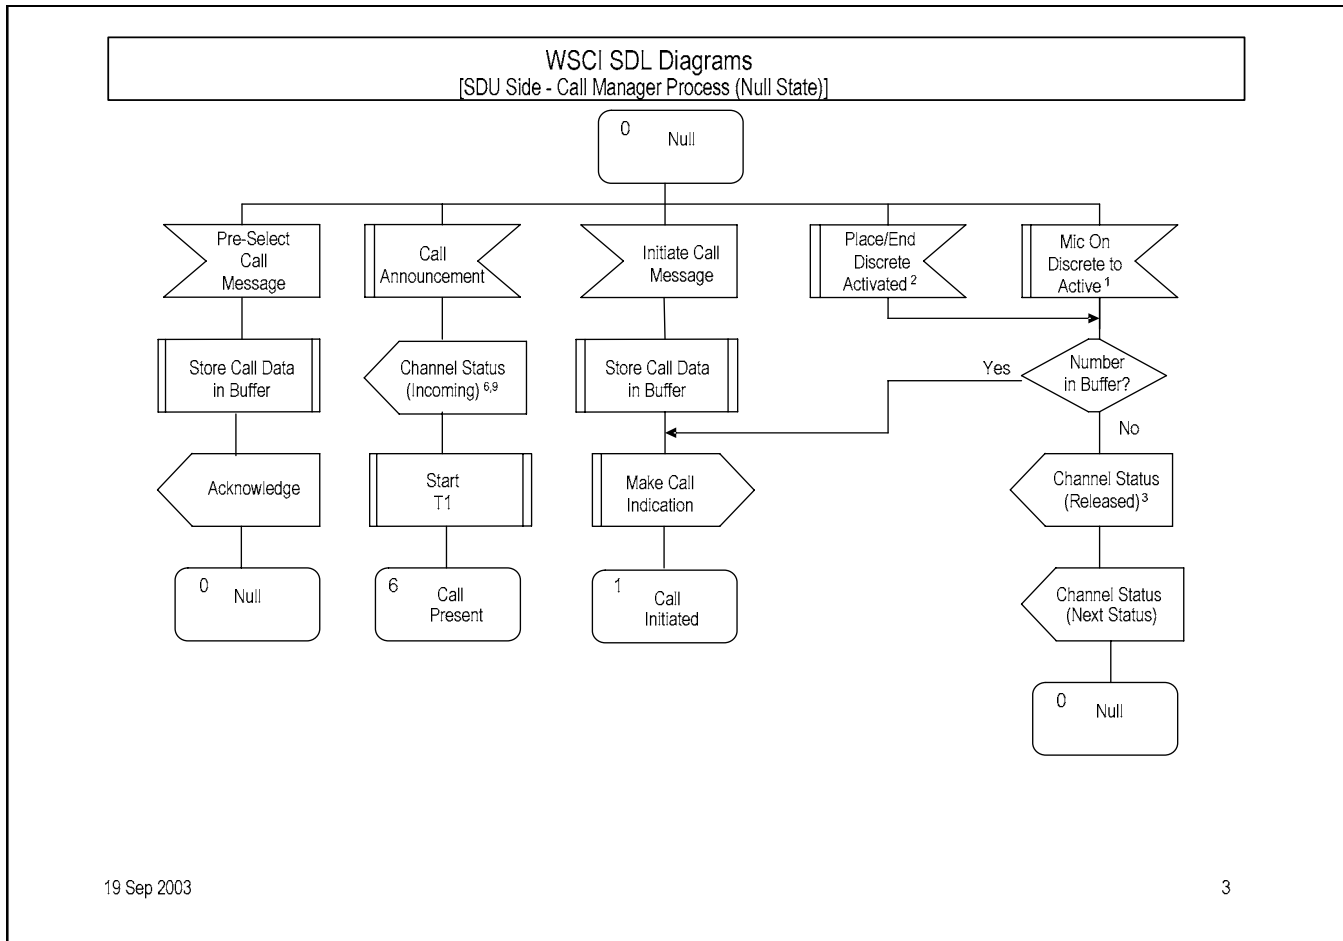 WSCI SDL Diagrams
[SDU Side - Call Manager Process (Null State)]
0
Null
Pre-Select
Call
Message
Call
Announcement
Initiate Call
Message
Place/End
Discrete
Activated 2
Mic On
Discrete to
Active 1
Store Call Data
in Buffer
Channel Status
(Incoming) 6,9
Store Call Data
in Buffer
Yes
Number
in Buffer?
No
Acknowledge
Start
T1
Make Call
Indication
Channel Status
(Released) 3
0
Null
6
Call
Present
1
Call
Initiated
Channel Status
(Next Status)
0
Null
19 Sep 2003
3